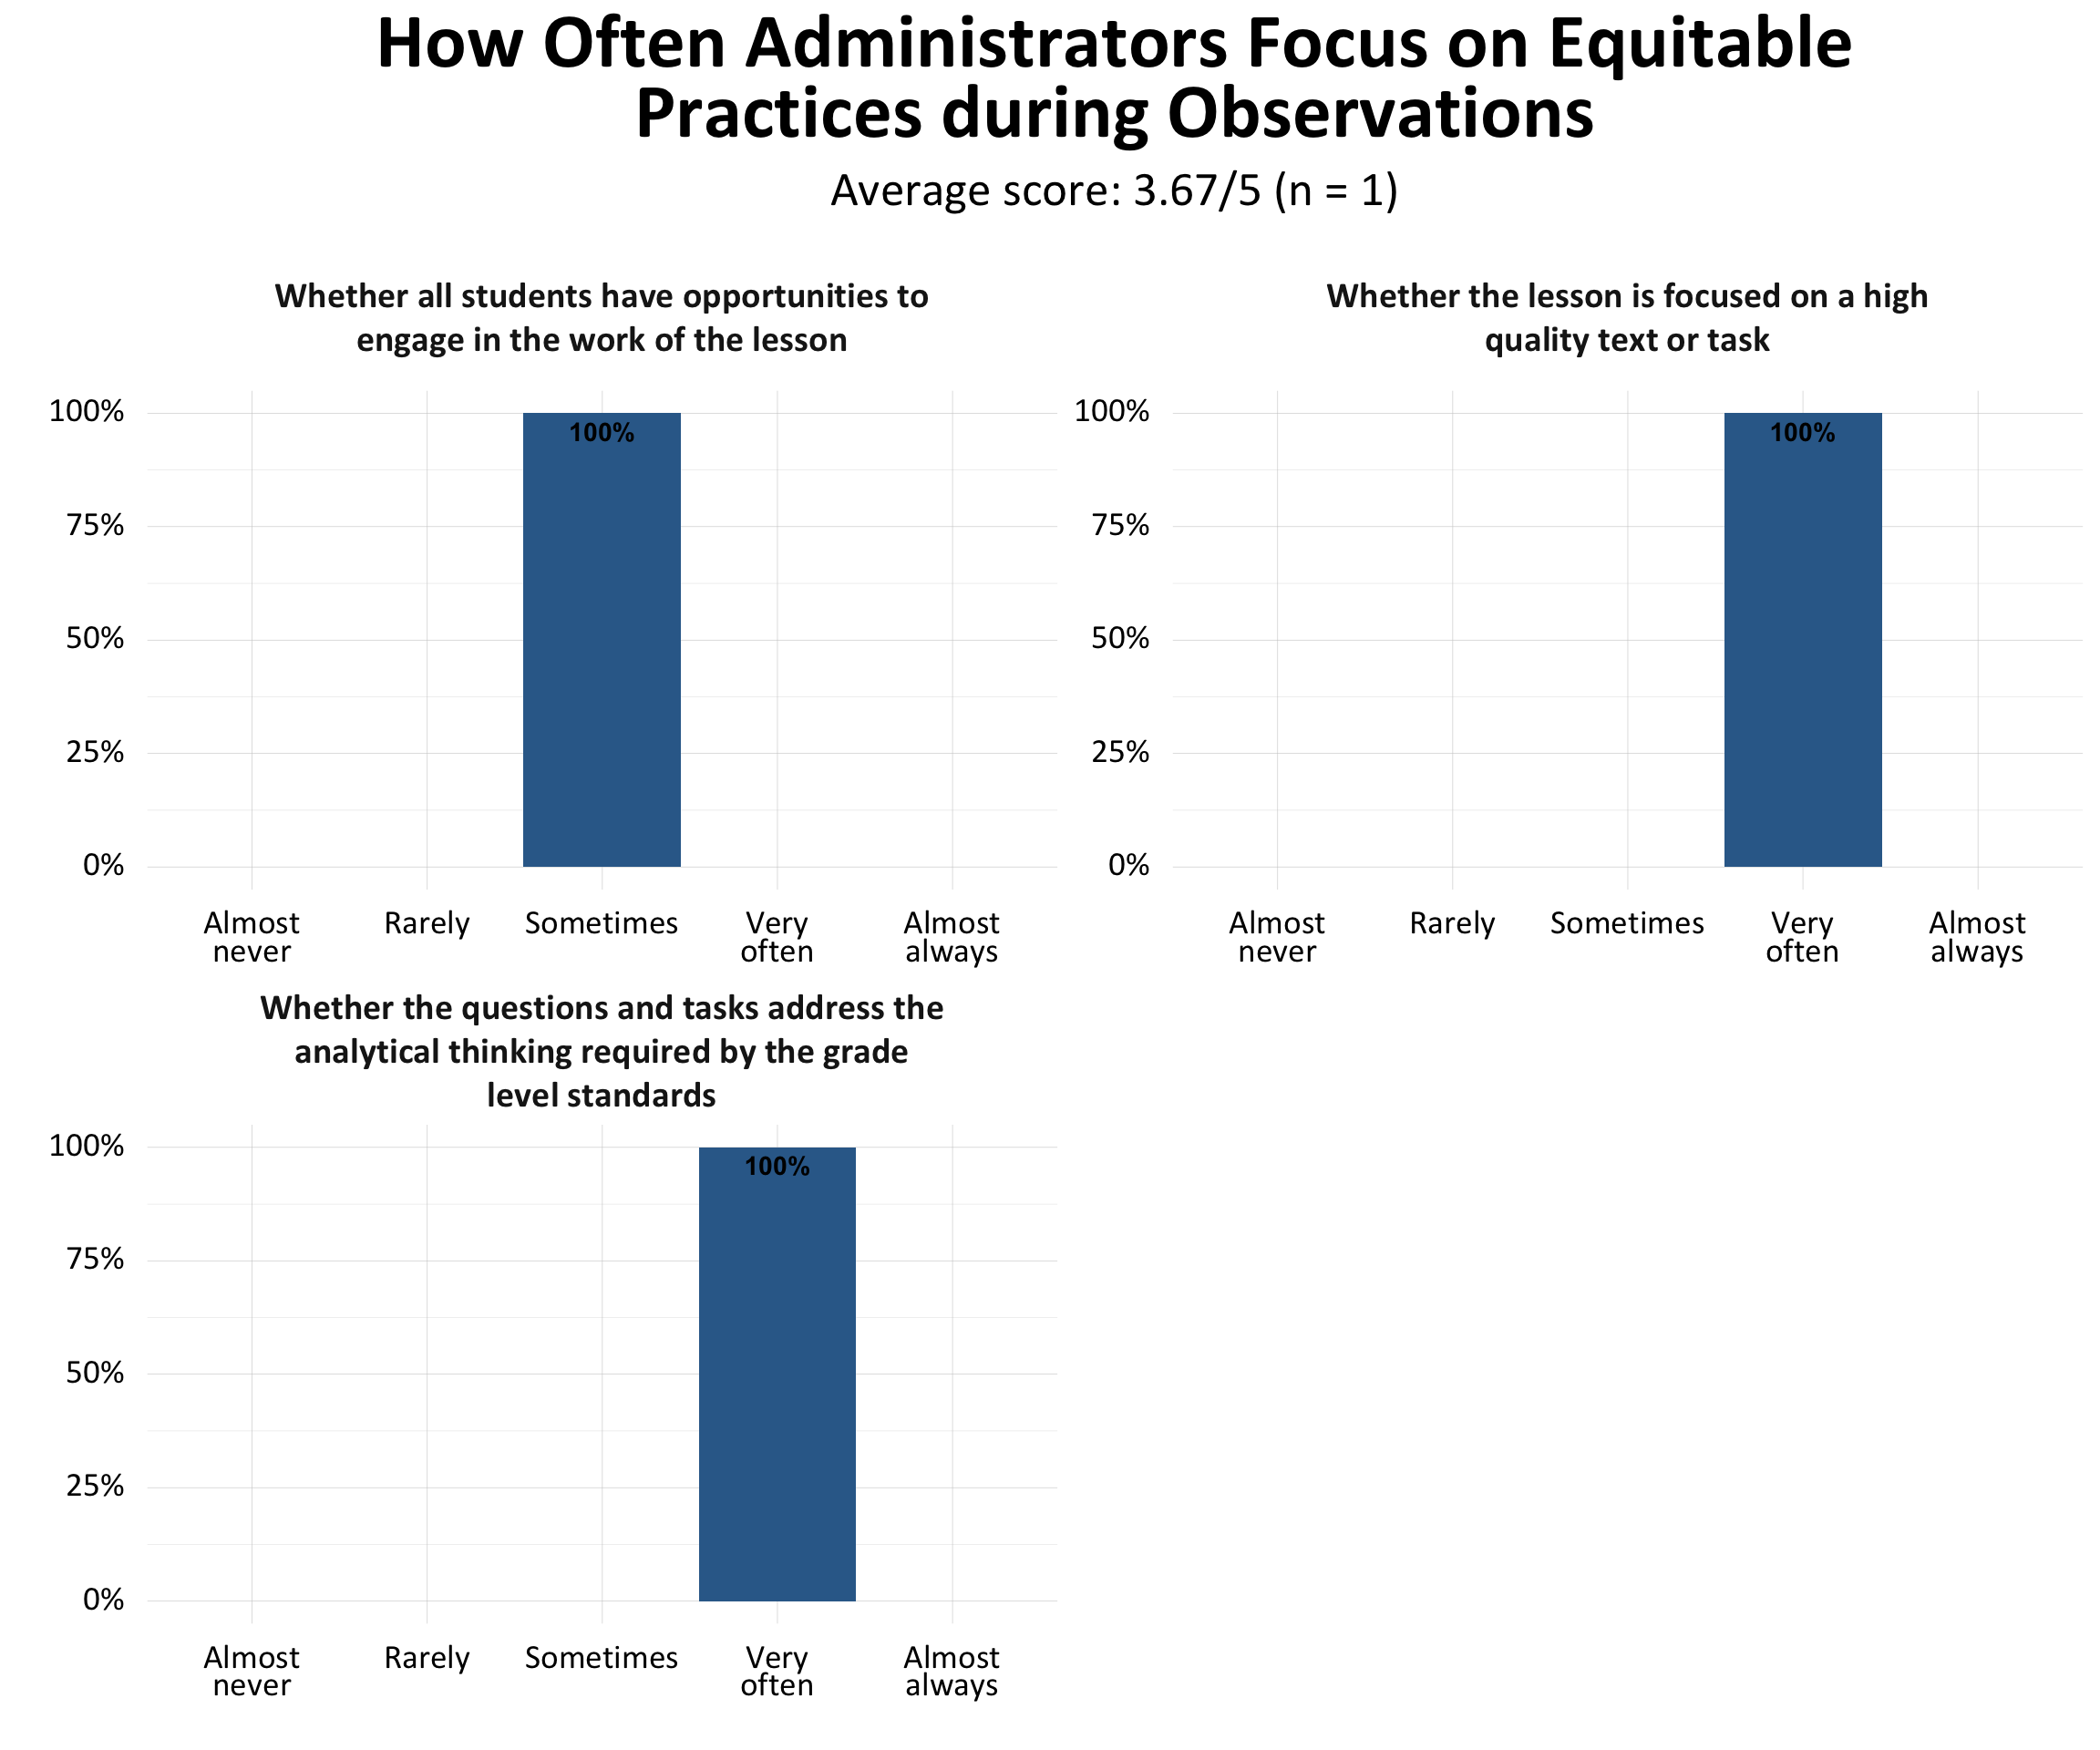 How Often Administrators Focus on Equitable
Practices during Observations
Average score: 3.67/5 (n = 1)
Whether all students have opportunities to
engage in the work of the lesson
100%
75%
50%
25%
0%
100%
Almost
never
Rarely
Sometimes
Very
often
Almost
always
Whether the lesson is focused on a high
quality text or task
100%
75%
50%
25%
0%
100%
Almost
never
Rarely
Sometimes
Very
often
Almost
always
Whether the questions and tasks address the
analytical thinking required by the grade
level standards
100%
75%
50%
25%
0%
100%
Almost
never
Rarely
Sometimes
Very
often
Almost
always